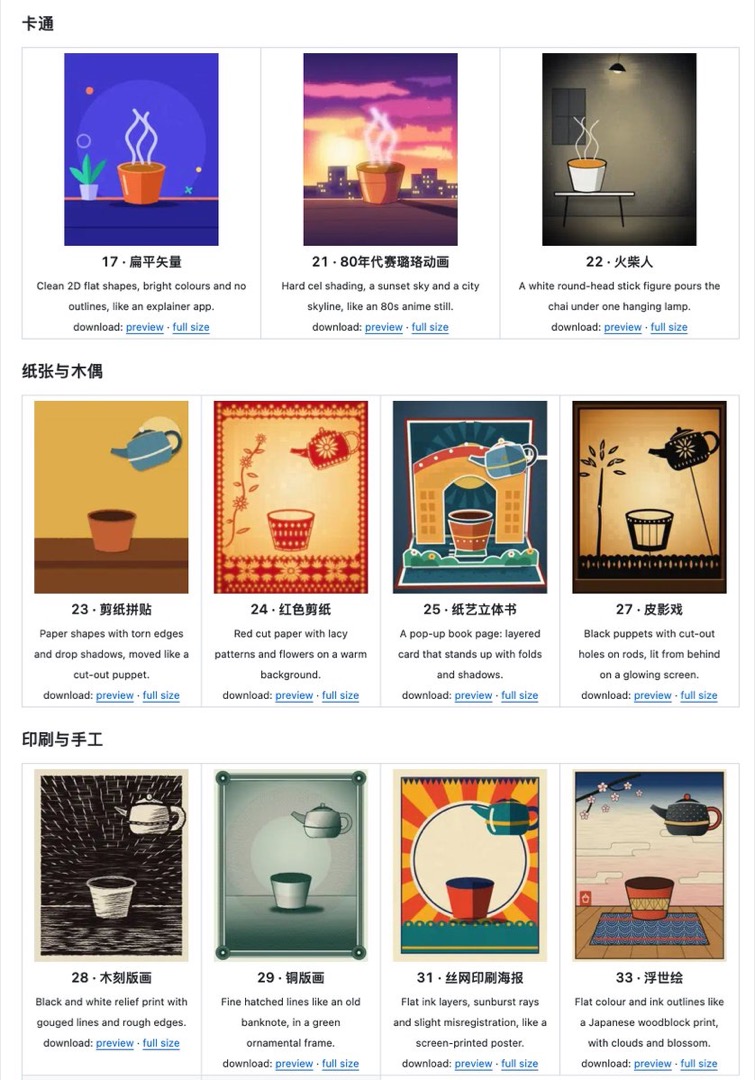 卡通
17 · 扁平矢量
Clean 2D flat shapes, bright colours and no
outlines, like an explainer app.
download: preview · full size
21 · 80年代赛璐珞动画
Hard cel shading, a sunset sky and a city
skyline, like an 80s anime still.
download: preview · full size
22 · 火柴人
A white round-head stick figure pours the
chai under one hanging lamp.
download: preview · full size
纸张与木偶
23 · 剪纸拼贴
Paper shapes with torn edges
and drop shadows, moved like a
cut-out puppet.
download: preview · full size
24 · 红色剪纸
Red cut paper with lacy
patterns and flowers on a warm
background.
download: preview · full size
25 · 纸艺立体书
A pop-up book page: layered
card that stands up with folds
and shadows.
download: preview · full size
27 · 皮影戏
Black puppets with cut-out
holes on rods, lit from behind
on a glowing screen.
download: preview · full size
印刷与手工
28 · 木刻版画
Black and white relief print with
gouged lines and rough edges.
download: preview · full size
29 · 铜版画
Fine hatched lines like an old
banknote, in a green
ornamental frame.
download: preview · full size
31 · 丝网印刷海报
Flat ink layers, sunburst rays
and slight misregistration, like a
screen-printed poster.
download: preview · full size
33 · 浮世绘
Flat colour and ink outlines like
a Japanese woodblock print,
with clouds and blossom.
download: preview · full size